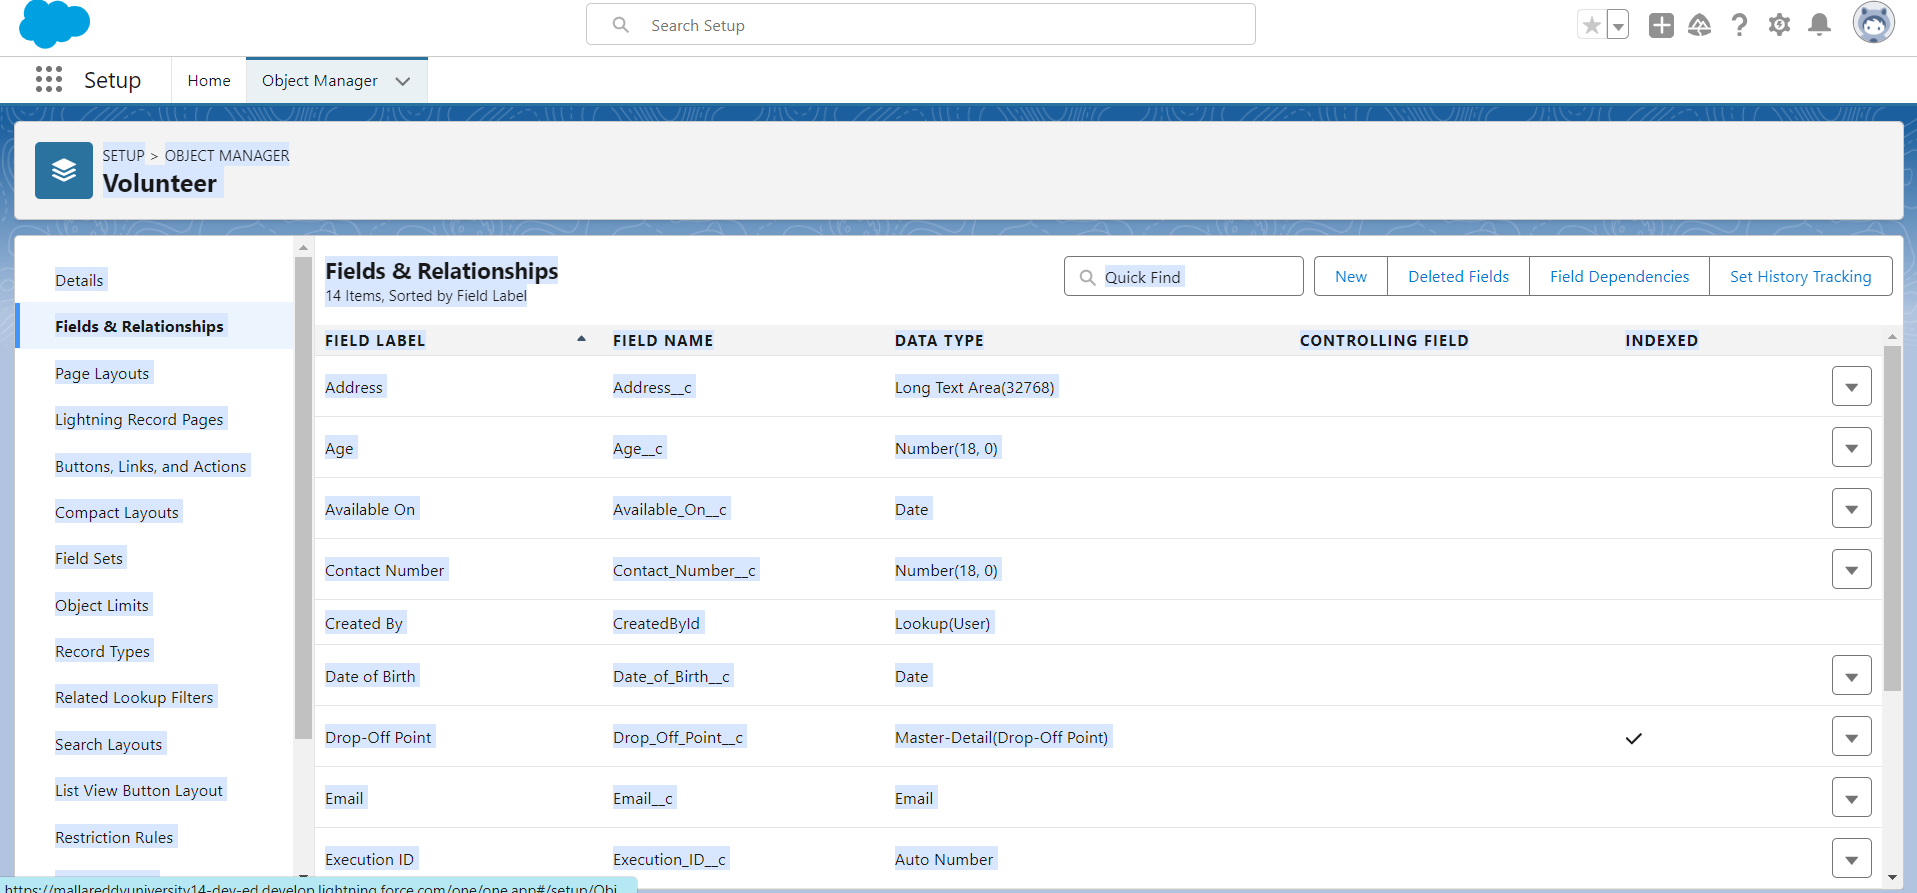 Search Setup
Setup
Home
Object Manager
SETUP > OBJECT MANAGER
Volunteer
Details
Fields & Relationships
Page Layouts
Lightning Record Pages
Buttons, Links, and Actions
Compact Layouts
Field Sets
Object Limits
Record Types
Related Lookup Filters
Search Layouts
List View Button Layout
Restriction Rules
Fields & Relationships
14 Items, Sorted by Field Label
Quick Find
New
Deleted Fields
Field Dependencies
Set History Tracking
FIELD LABEL FIELD NAME DATA TYPE CONTROLLING FIELD INDEXED
Address Address__c Long Text Area(32768)
Age Age__c Number(18, 0)
Available On Available_On__c Date
Contact Number Contact_Number__c Number(18, 0)
Created By CreatedById Lookup(User)
Date of Birth Date_of_Birth__c Date
Drop-Off Point Drop_Off_Point__c Master-Detail(Drop-Off Point) ✓
Email Email__c Email
Execution ID Execution_ID__c Auto Number
https://mallareddyuniversity14-dev-ed.develop.lightning.force.com/one/one.app#/setup/Obj...